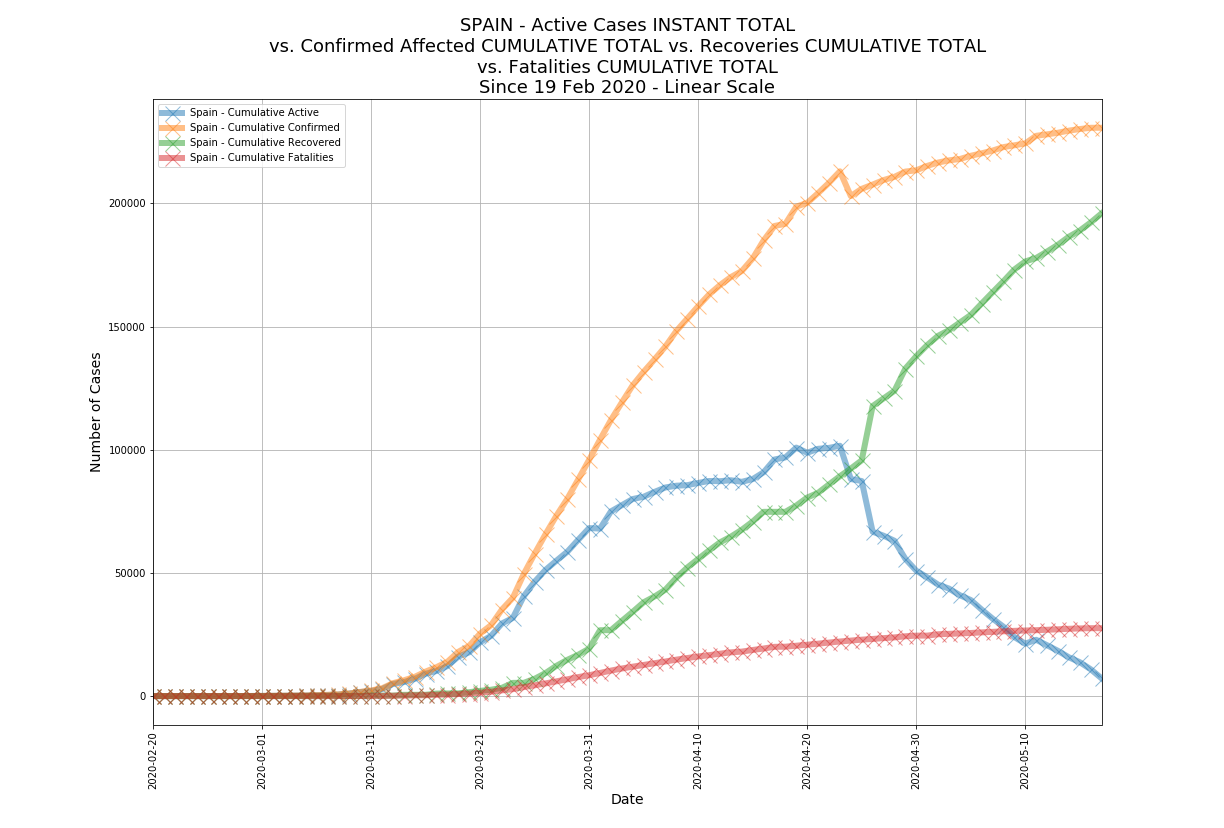 SPAIN - Active Cases INSTANT TOTAL
vs. Confirmed Affected CUMULATIVE TOTAL vs. Recoveries CUMULATIVE TOTAL
vs. Fatalities CUMULATIVE TOTAL
Since 19 Feb 2020 - Linear Scale
Spain - Cumulative Active
Spain - Cumulative Confirmed
Spain - Cumulative Recovered
Spain - Cumulative Fatalities
Number of Cases
200000
150000
100000
50000
0
2020-02-20
2020-03-01
2020-03-11
2020-03-21
2020-03-31
2020-04-10
2020-04-20
2020-04-30
2020-05-10
Date